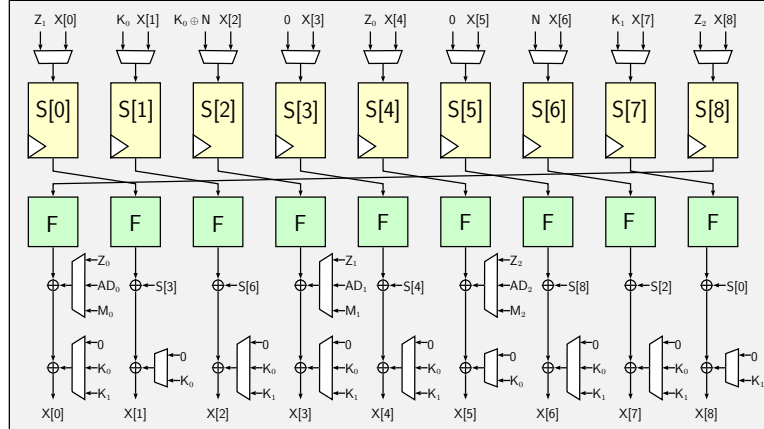 Z₁ X[0] K₀ X[1] K₀ ⊕ N X[2] 0 X[3] Z₀ X[4] 0 X[5] N X[6] K₁ X[7] Z₂ X[8]
S[0] S[1] S[2] S[3] S[4] S[5] S[6] S[7] S[8]
F F F F F F F F F
Z₀ Z₁ Z₂
AD₀ S[3] S[6] AD₁ S[4] AD₂ S[8] S[2] S[0]
M₀ M₁ M₂
0 0 0 0 0 0
0 0 0
K₀ K₀ K₀ K₀ K₀ K₀
K₀ K₀ K₁
K₁ K₁ K₁ K₁ K₁ K₁
X[0] X[1] X[2] X[3] X[4] X[5] X[6] X[7] X[8]